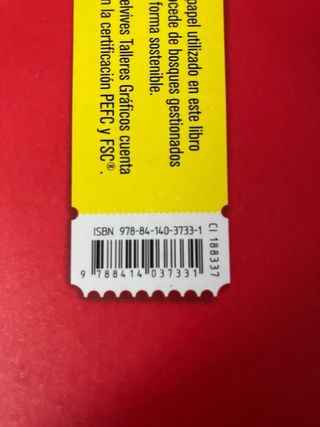 papel utilizado en este libro
cede de bosques gestionados
forma sostenible.
elvives Talleres Gráficos cuenta
n la certificación PEFC y FSC®.
ISBN 978-84-140-3733-1
9 788414 037331
CI 188337